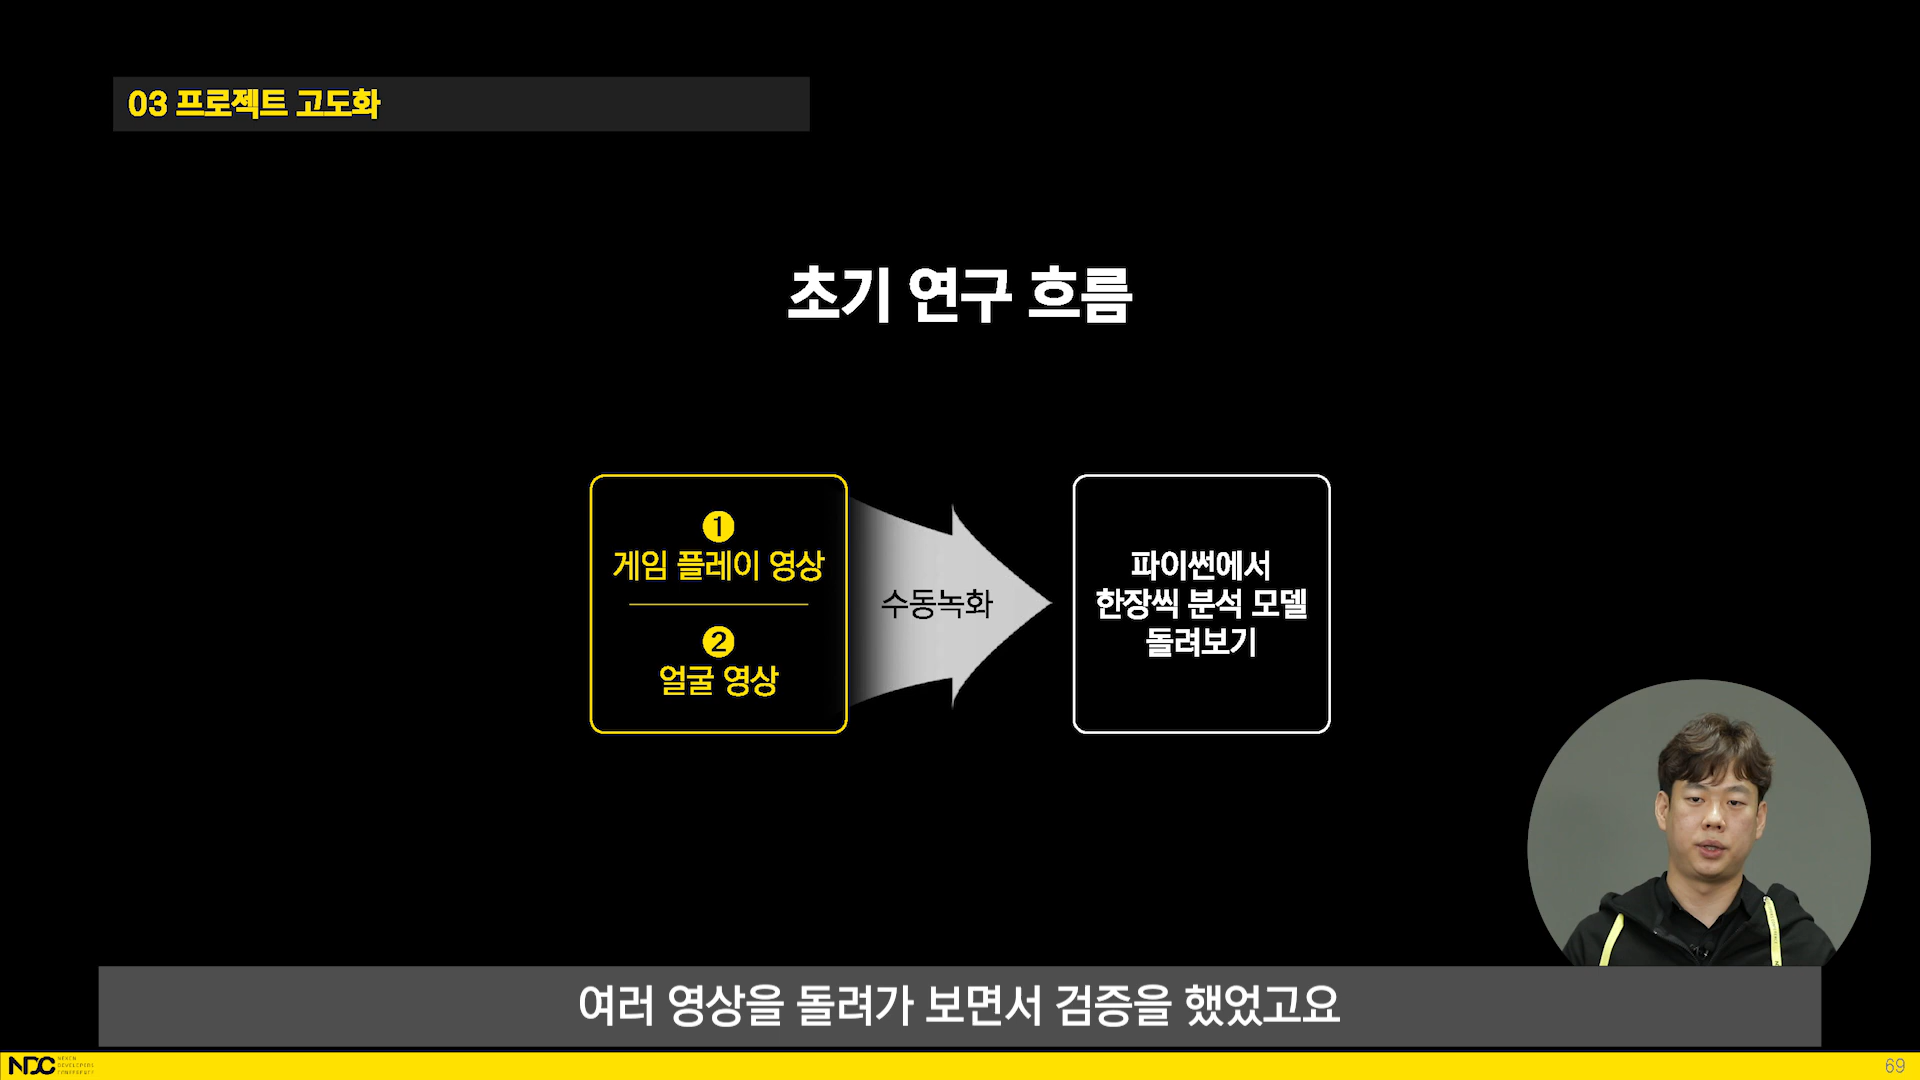 03 프로젝트 고도화
초기 연구 흐름
1
게임 플레이 영상
2
얼굴 영상
수동녹화
파이썬에서
한장씩 분석 모델
돌려보기
여러 영상을 돌려가 보면서 검증을 했었고요
NDC
NEXON
DEVELOPERS
CONFERENCE
69